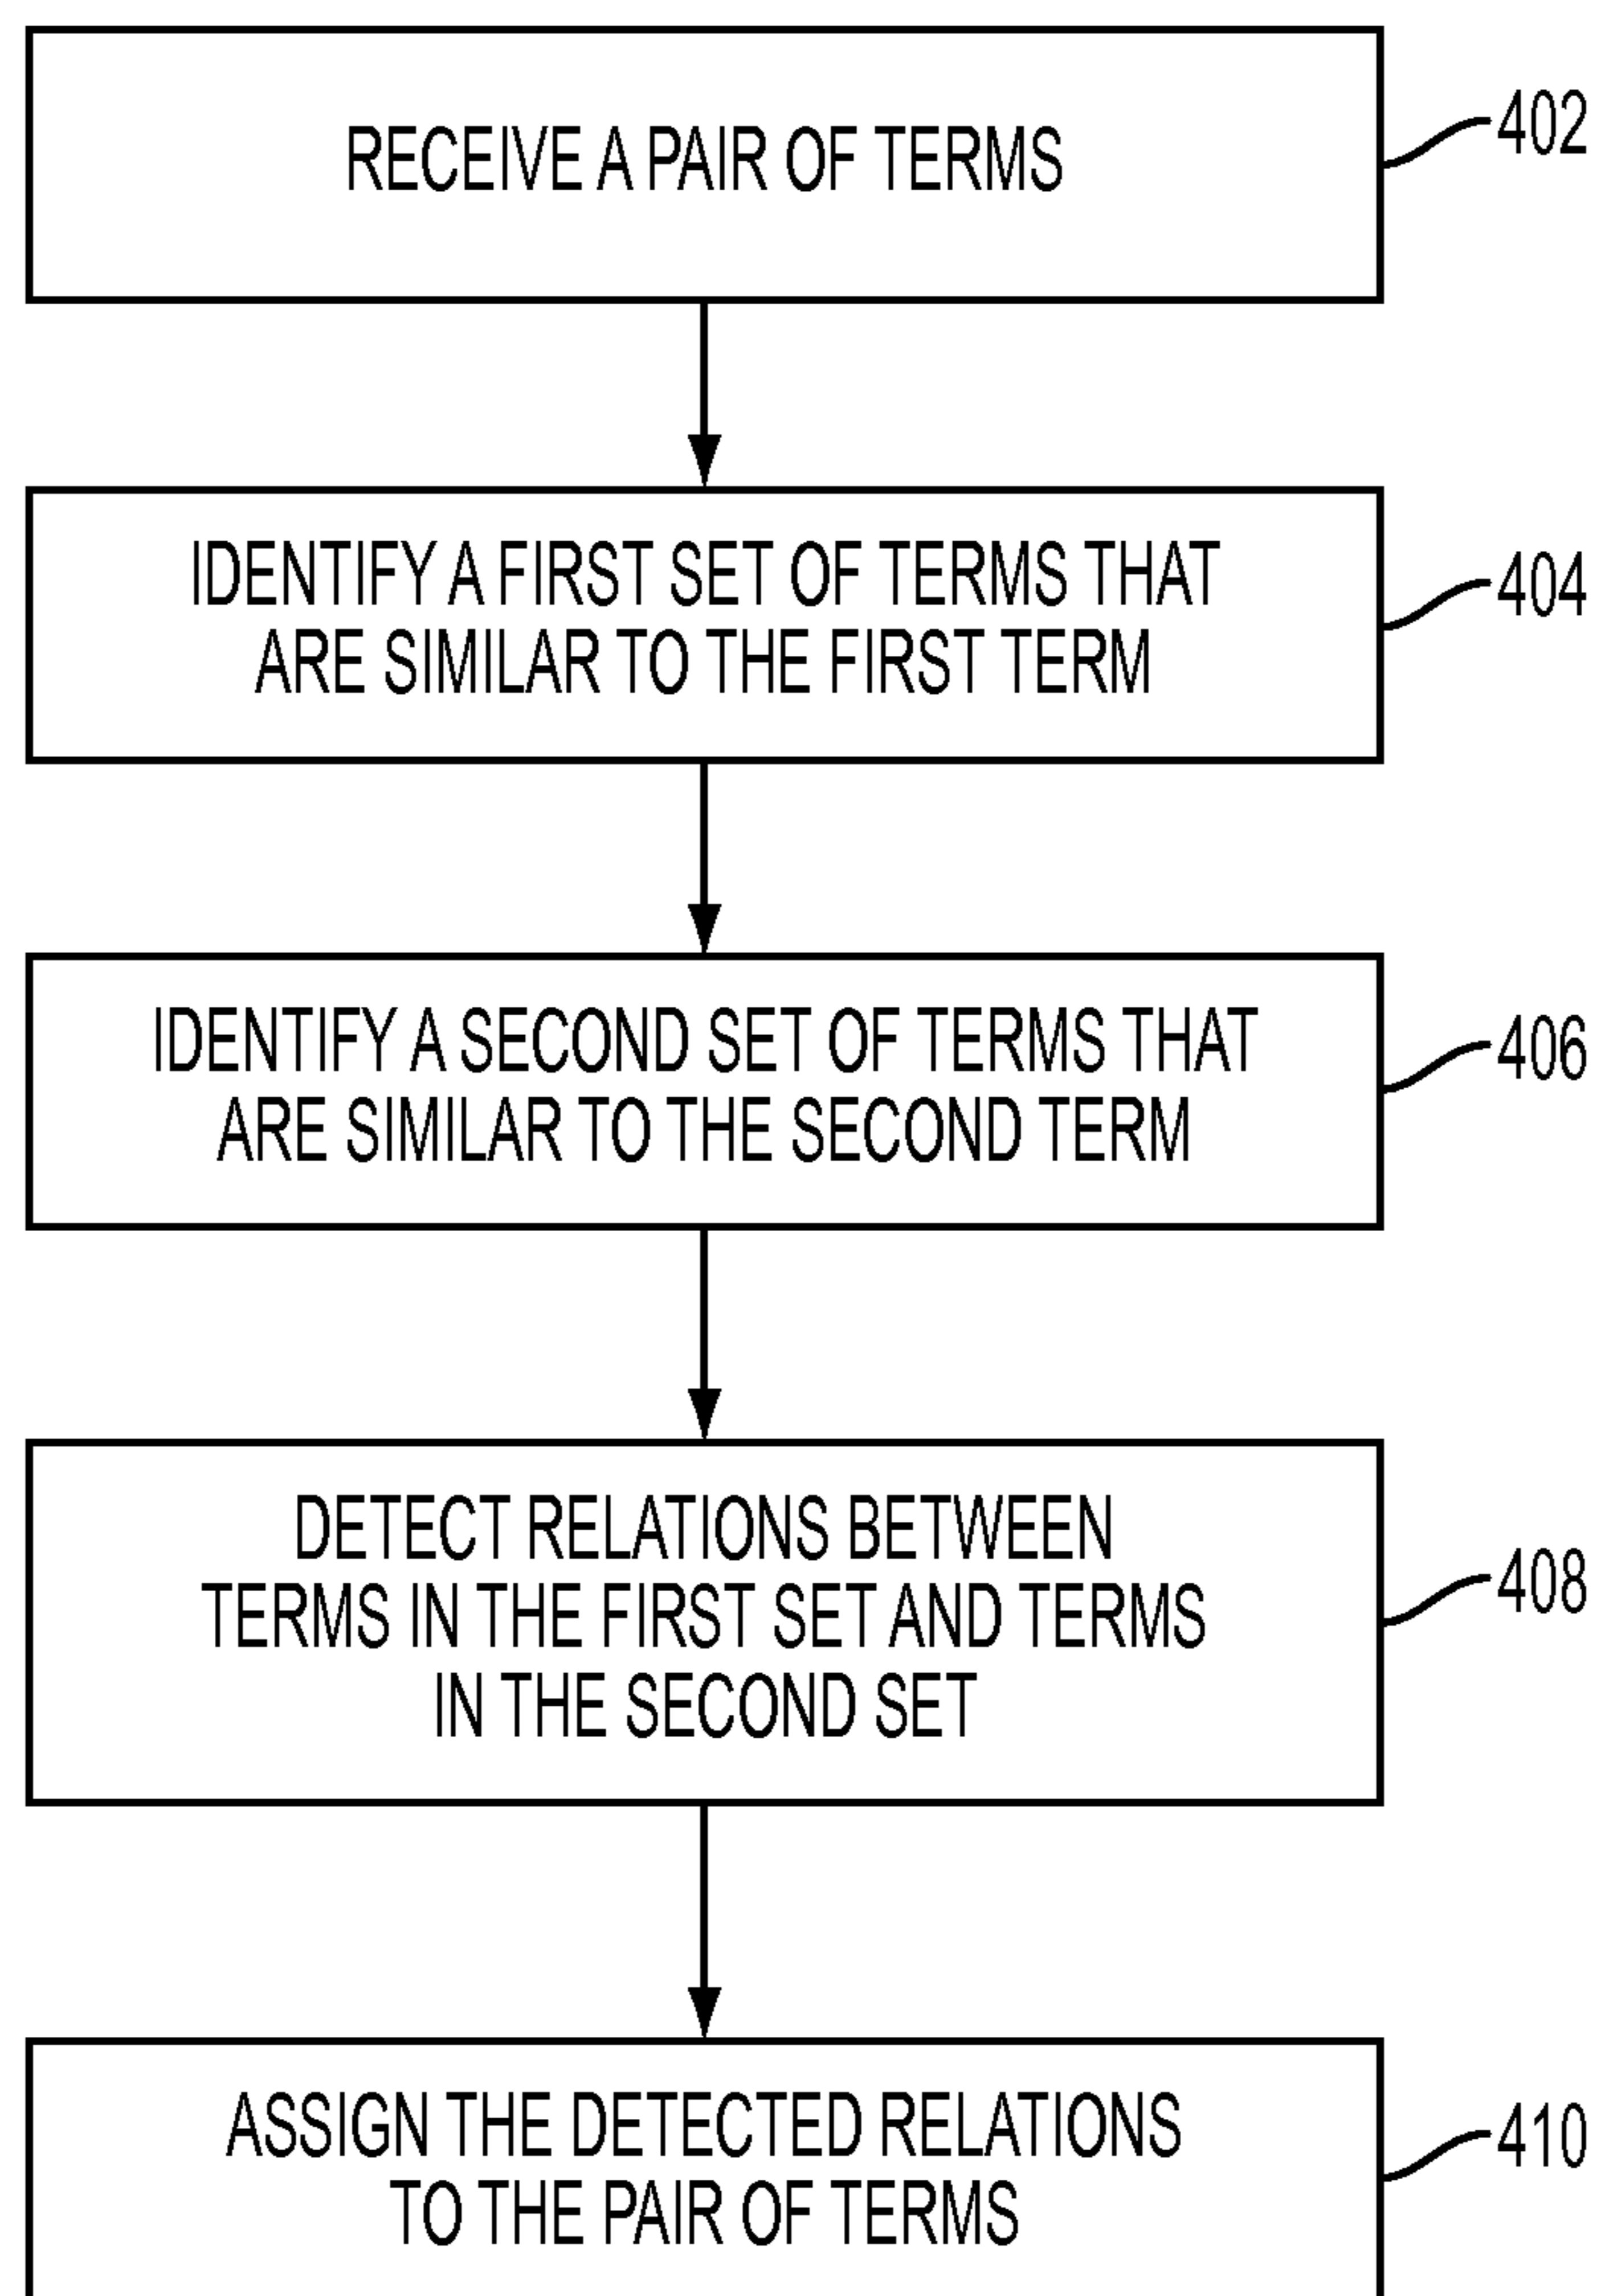 RECEIVE A PAIR OF TERMS
402
IDENTIFY A FIRST SET OF TERMS THAT
ARE SIMILAR TO THE FIRST TERM
404
IDENTIFY A SECOND SET OF TERMS THAT
ARE SIMILAR TO THE SECOND TERM
406
DETECT RELATIONS BETWEEN
TERMS IN THE FIRST SET AND TERMS
IN THE SECOND SET
408
ASSIGN THE DETECTED RELATIONS
TO THE PAIR OF TERMS
410